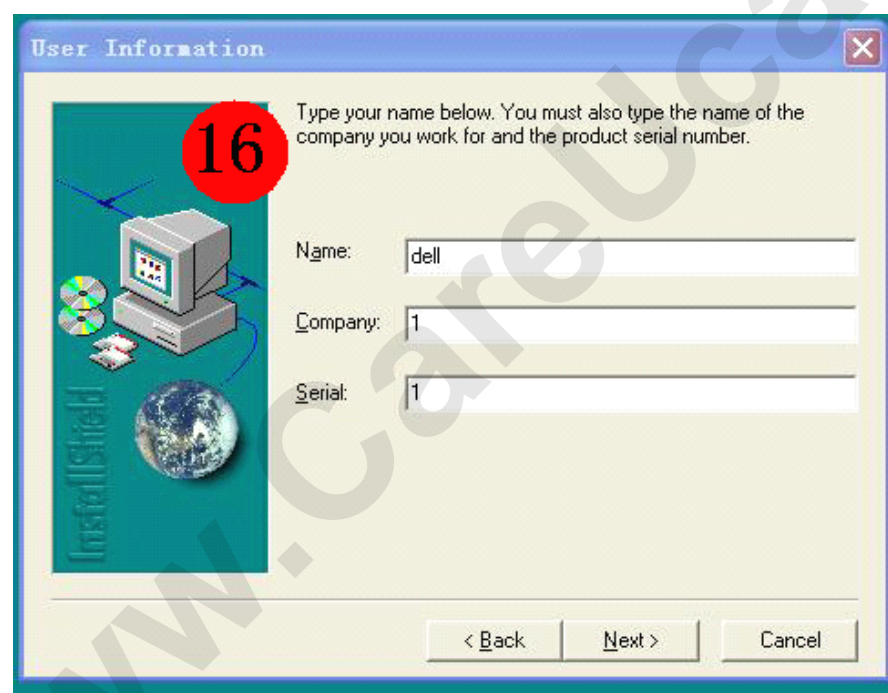 User Information
16
Type your name below. You must also type the name of the
company you work for and the product serial number.
Name:
dell
Company:
1
Serial:
1
InstallShield
< Back
Next >
Cancel
www.CareUca